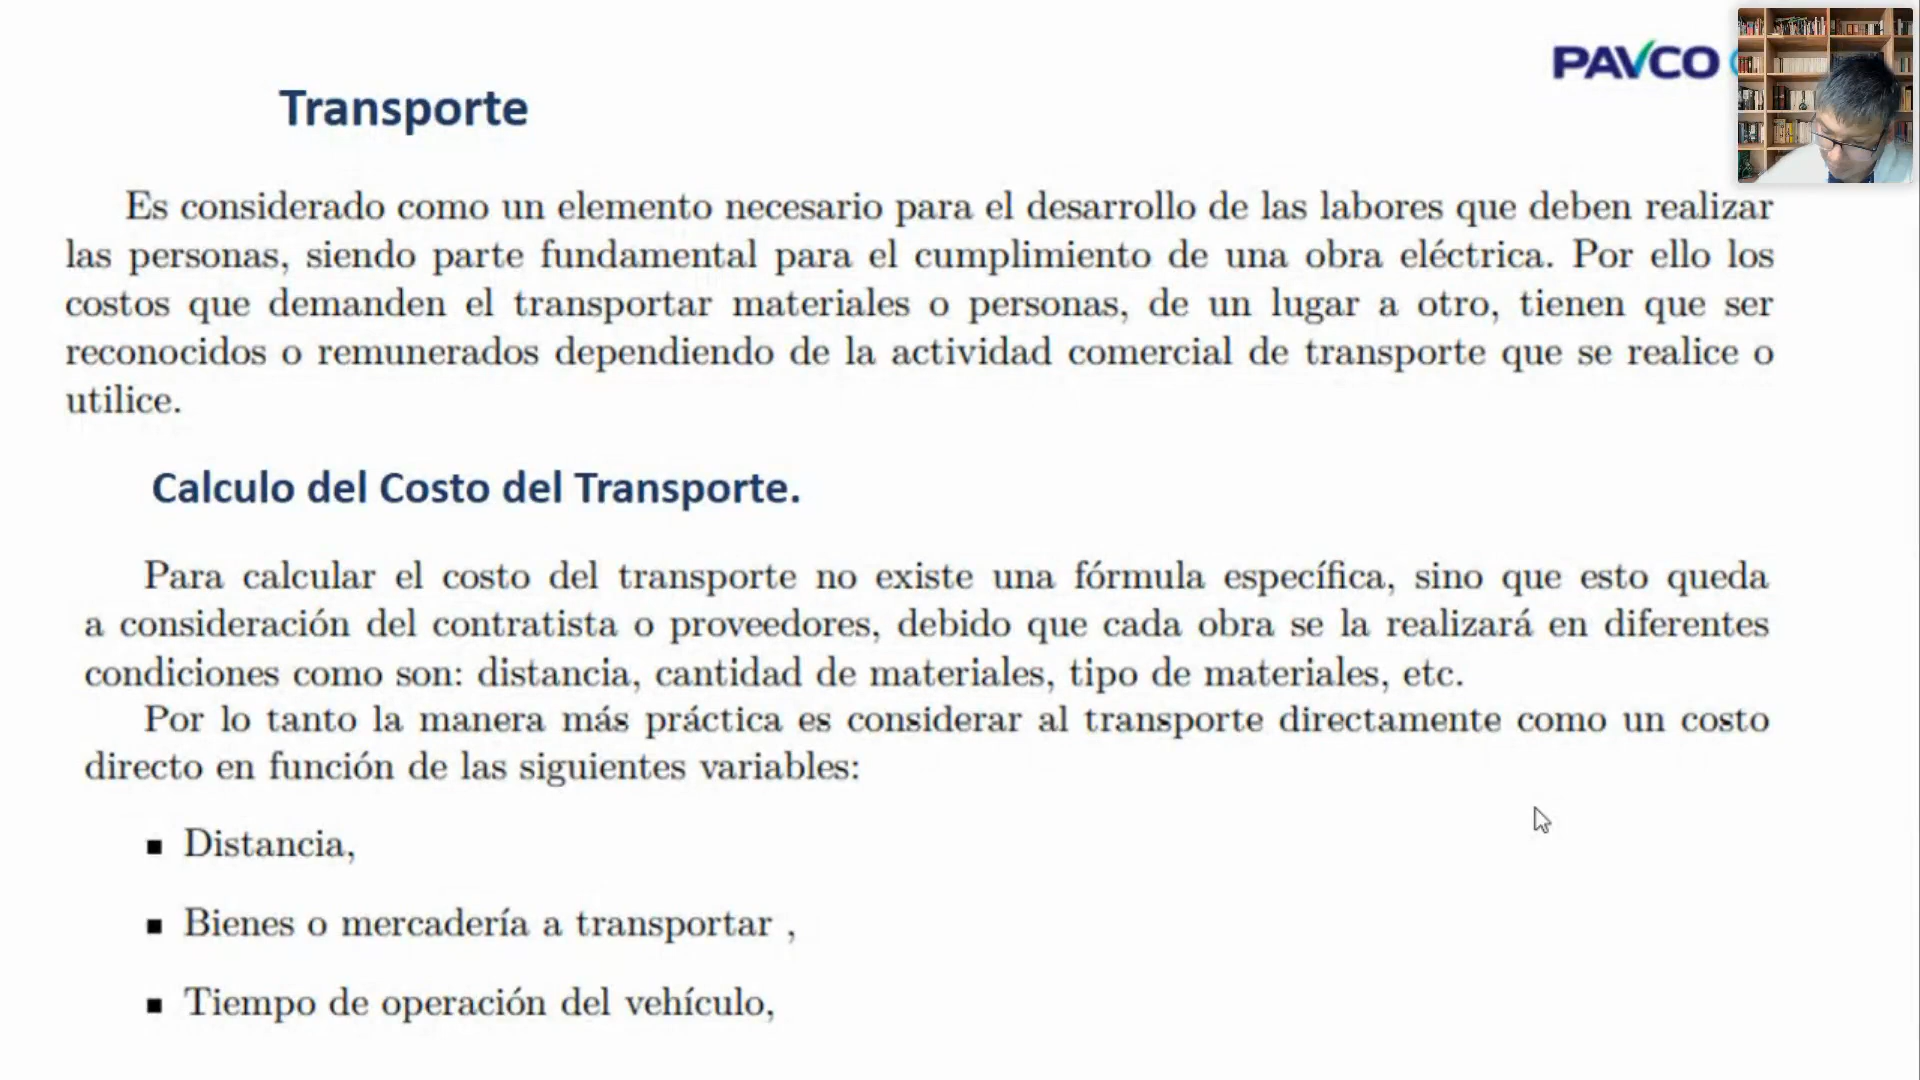 PAVCO
Transporte
Es considerado como un elemento necesario para el desarrollo de las labores que deben realizar
las personas, siendo parte fundamental para el cumplimiento de una obra eléctrica. Por ello los
costos que demanden el transportar materiales o personas, de un lugar a otro, tienen que ser
reconocidos o remunerados dependiendo de la actividad comercial de transporte que se realice o
utilice.
Calculo del Costo del Transporte.
Para calcular el costo del transporte no existe una fórmula específica, sino que esto queda
a consideración del contratista o proveedores, debido que cada obra se la realizará en diferentes
condiciones como son: distancia, cantidad de materiales, tipo de materiales, etc.
Por lo tanto la manera más práctica es considerar al transporte directamente como un costo
directo en función de las siguientes variables:
▪ Distancia,
▪ Bienes o mercadería a transportar ,
▪ Tiempo de operación del vehículo,